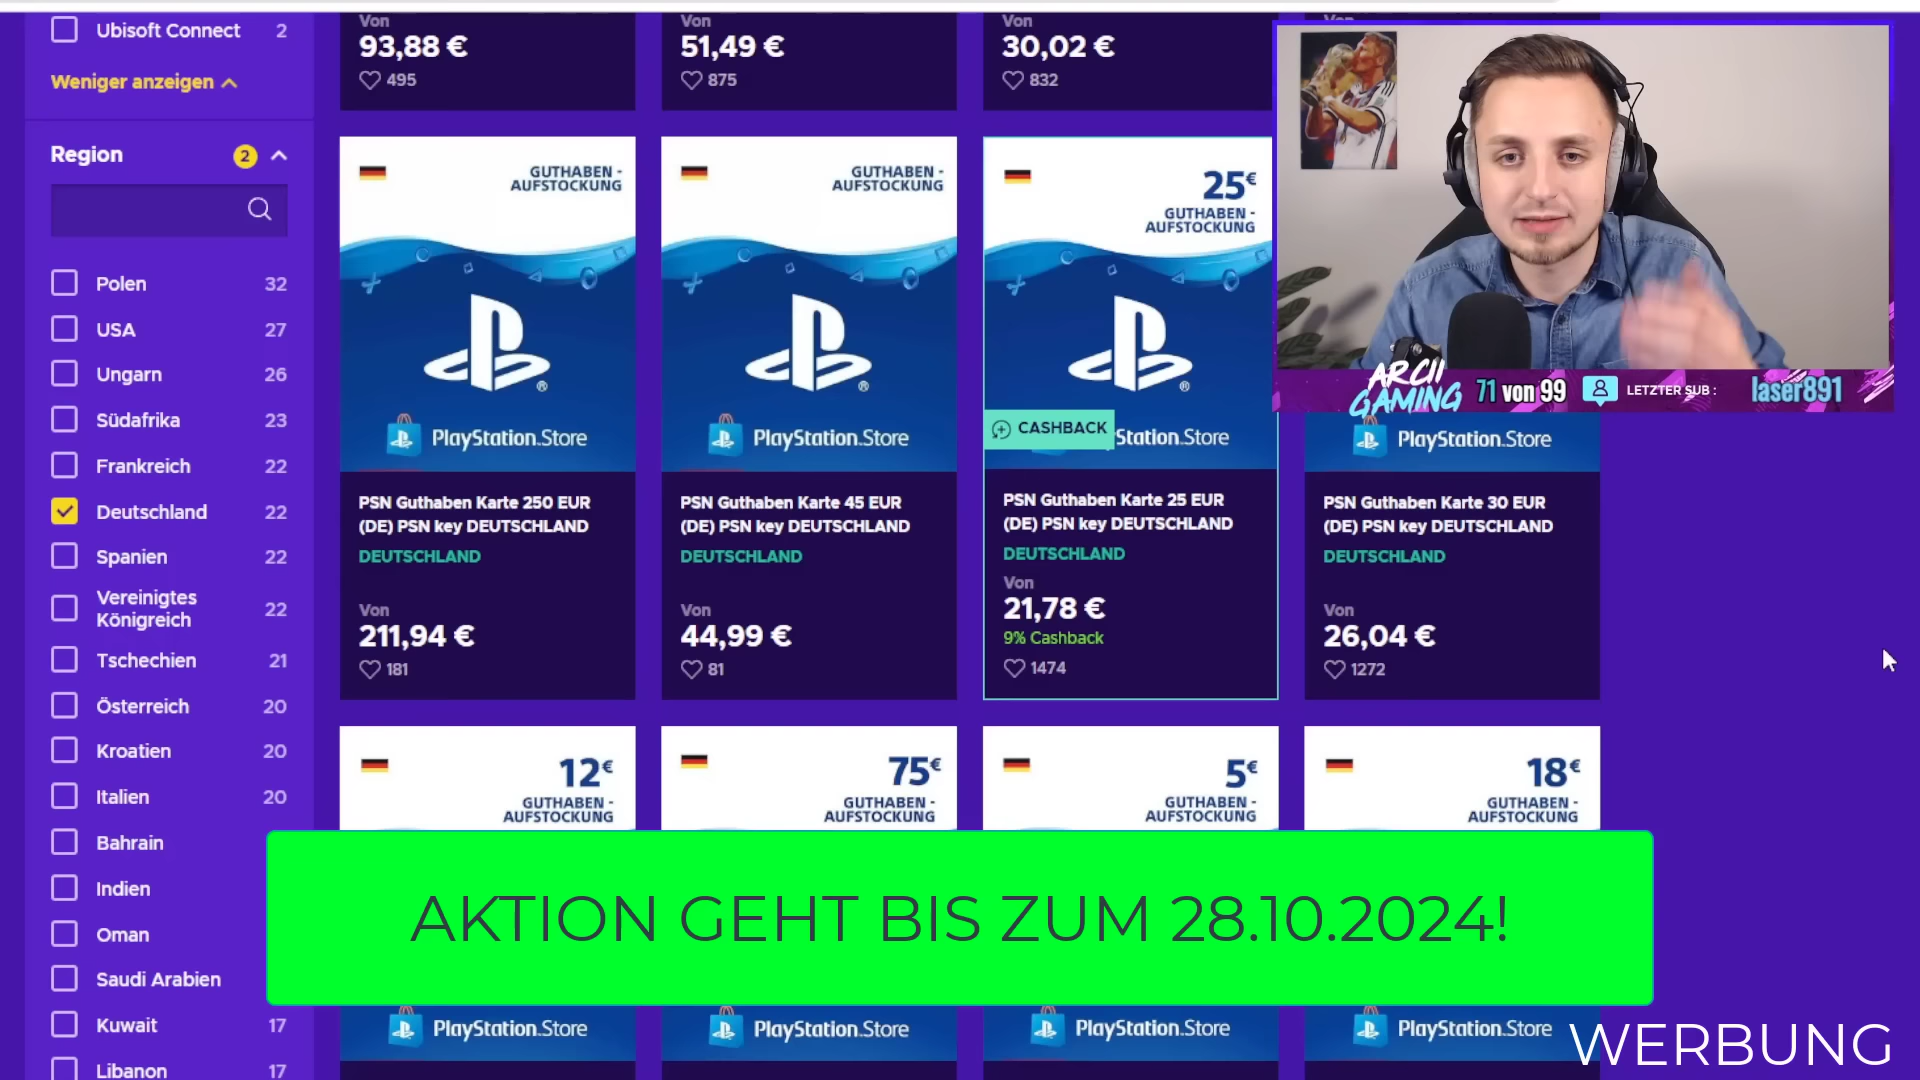 Ubisoft Connect 2
Weniger anzeigen
Region 2
Polen 32
USA 27
Ungarn 26
Südafrika 23
Frankreich 22
Deutschland 22
Spanien 22
Vereinigtes
Königreich 22
Tschechien 21
Österreich 20
Kroatien 20
Italien 20
Bahrain
Indien
Oman
Saudi Arabien
Kuwait 17
Libanon 17
Von
93,88 €
495
Von
51,49 €
875
Von
30,02 €
832
Von
GUTHABEN -
AUFSTOCKUNG
PlayStation.Store
PSN Guthaben Karte 250 EUR
(DE) PSN key DEUTSCHLAND
DEUTSCHLAND
Von
211,94 €
181
GUTHABEN -
AUFSTOCKUNG
PlayStation.Store
PSN Guthaben Karte 45 EUR
(DE) PSN key DEUTSCHLAND
DEUTSCHLAND
Von
44,99 €
81
25€
GUTHABEN -
AUFSTOCKUNG
CASHBACK
Station.Store
PSN Guthaben Karte 25 EUR
(DE) PSN key DEUTSCHLAND
DEUTSCHLAND
Von
21,78 €
9% Cashback
1474
PlayStation.Store
PSN Guthaben Karte 30 EUR
(DE) PSN key DEUTSCHLAND
DEUTSCHLAND
Von
26,04 €
1272
ARCII
GAMING
71 von 99
LETZTER SUB :
laser891
12€
GUTHABEN -
AUFSTOCKUNG
75€
GUTHABEN -
AUFSTOCKUNG
5€
GUTHABEN -
AUFSTOCKUNG
18€
GUTHABEN -
AUFSTOCKUNG
AKTION GEHT BIS ZUM 28.10.2024!
PlayStation.Store
PlayStation.Store
PlayStation.Store
PlayStation.Store
WERBUNG